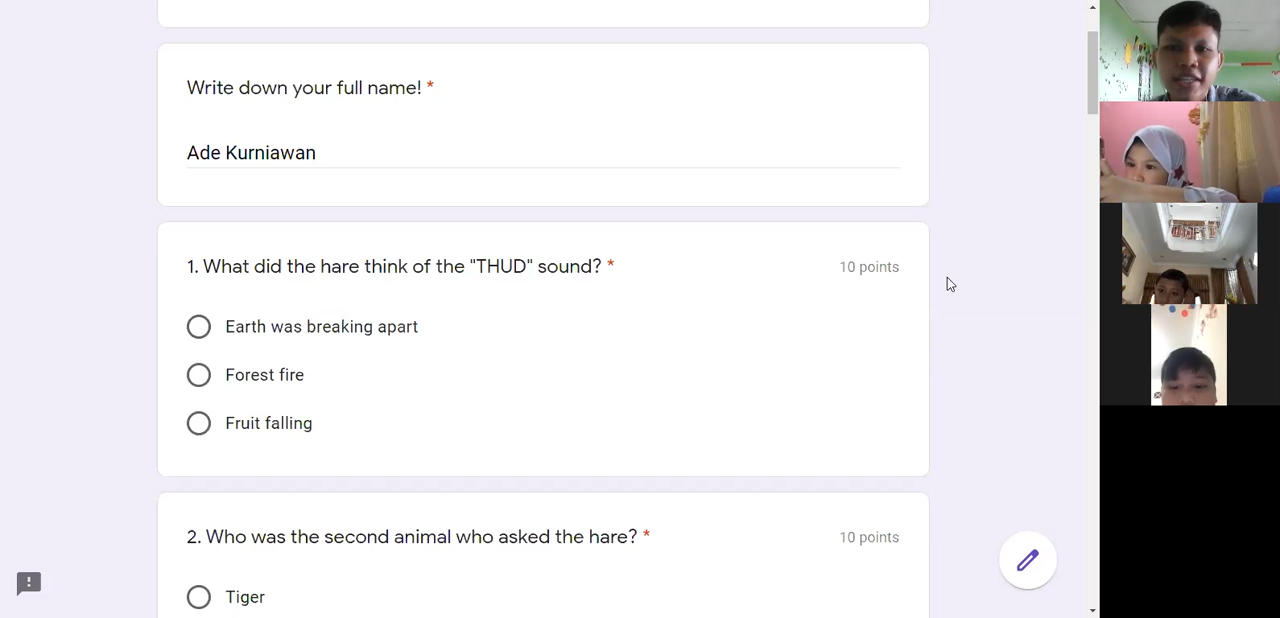 Write down your full name! *
Ade Kurniawan
1. What did the hare think of the "THUD" sound? *
10 points
Earth was breaking apart
Forest fire
Fruit falling
2. Who was the second animal who asked the hare? *
10 points
Tiger